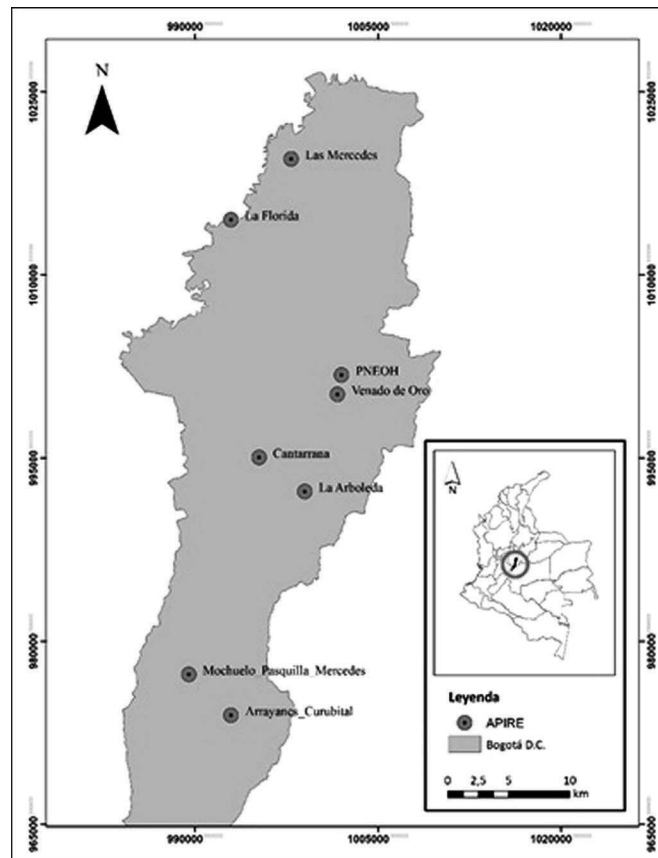 990000 1005000 1020000
1025000 1025000
N
Las Mercedes
La Florida
1010000 1010000
PNEOH
Venado de Oro
995000 995000
Cantarrana
La Arboleda
N
980000 980000
Mochuelo_Pasquilla_Mercedes
Arrayanes_Curubital
Leyenda
APIRE
Bogotá D.C.
0 2,5 5 10
km
965000 965000
990000 1005000 1020000